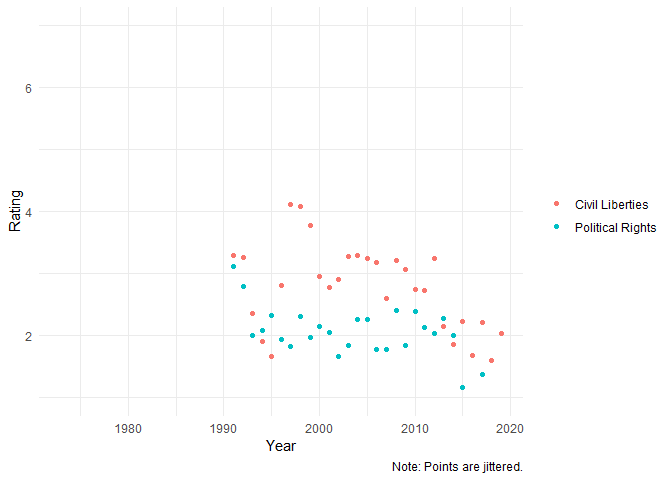 6
4
2
Rating
1980 1990 2000 2010 2020
Year
Civil Liberties
Political Rights
Note: Points are jittered.